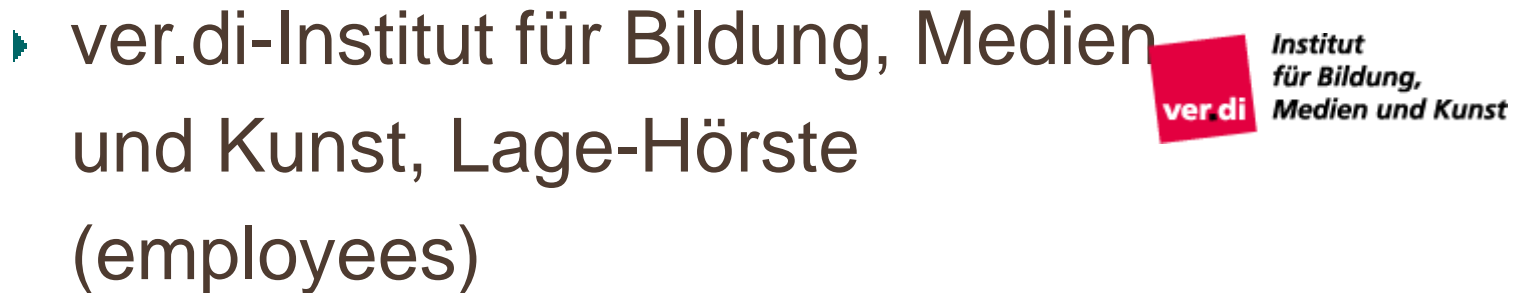 ver.di-Institut für Bildung, Medien
und Kunst, Lage-Hörste
(employees)
ver.di
Institut
für Bildung,
Medien und Kunst